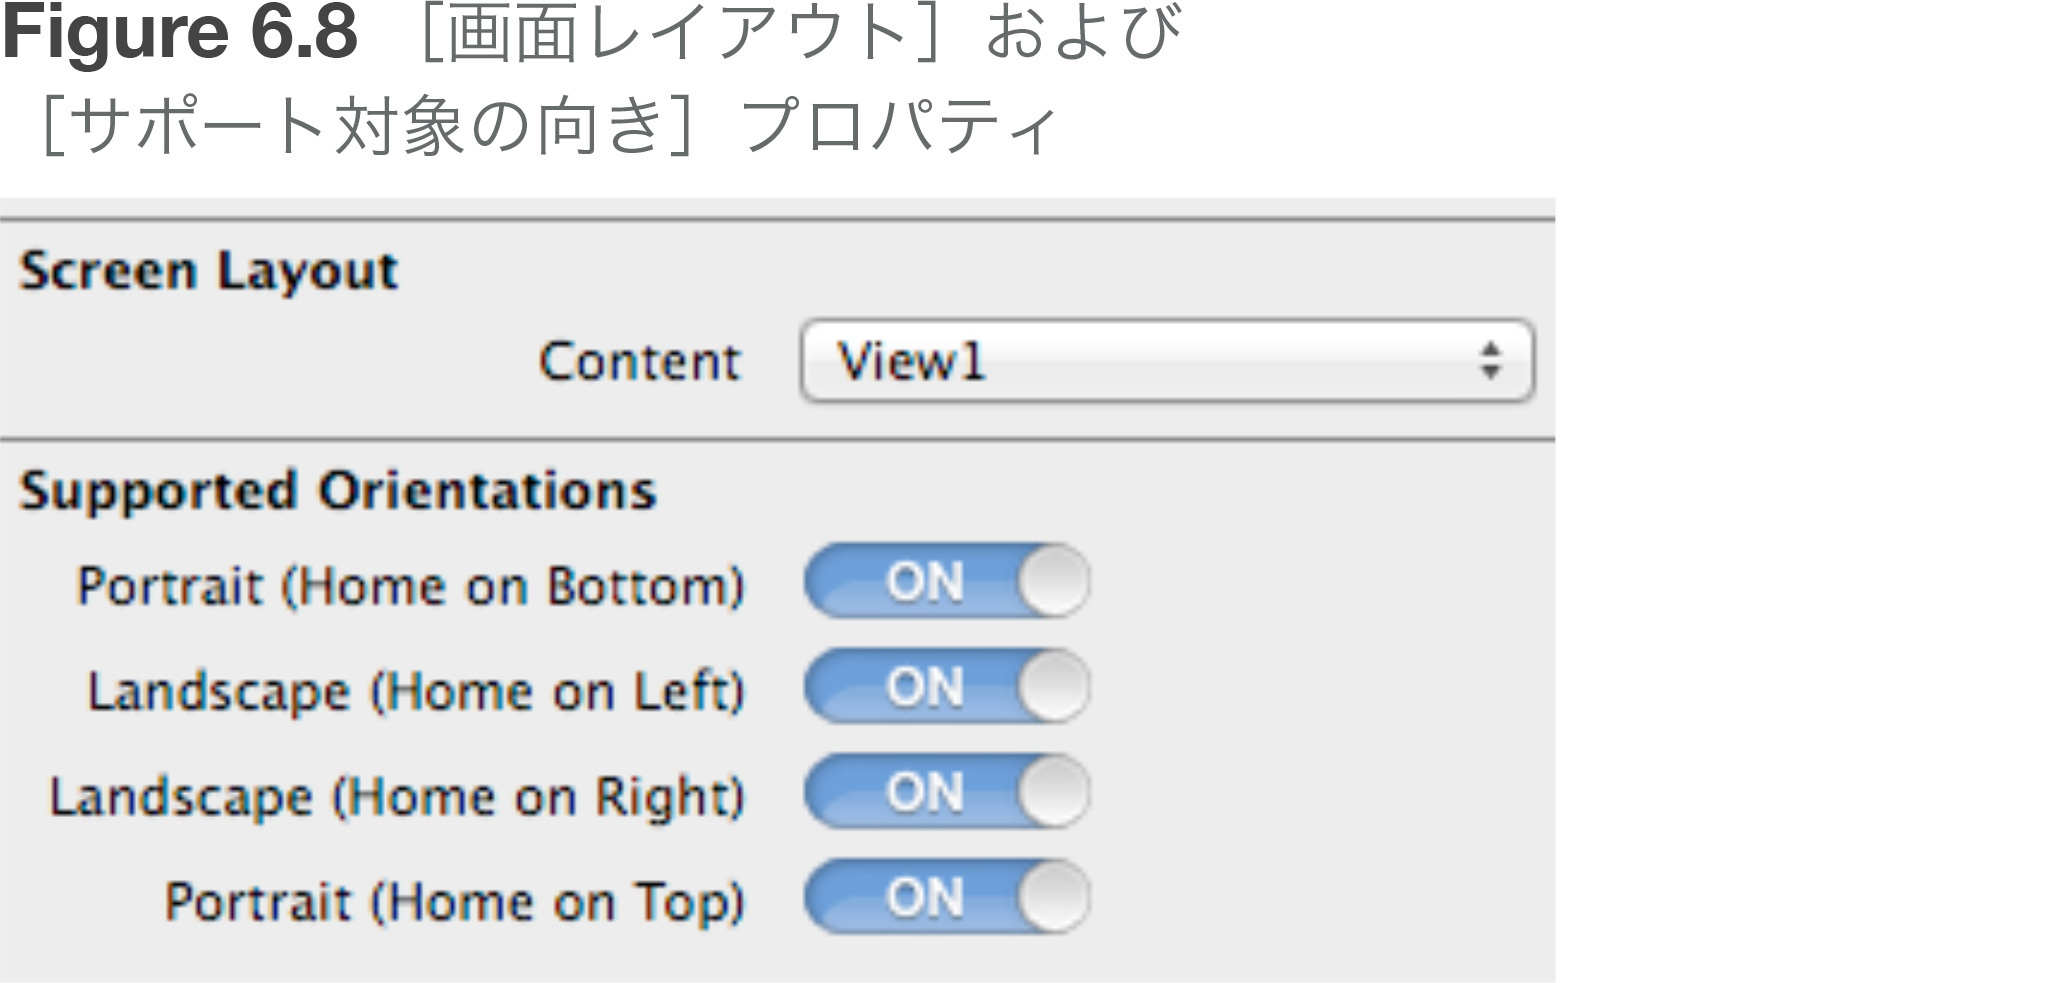 Figure 6.8 ［画面レイアウト］および
［サポート対象の向き］プロパティ
Screen Layout
Content View1
Supported Orientations
Portrait (Home on Bottom) ON
Landscape (Home on Left) ON
Landscape (Home on Right) ON
Portrait (Home on Top) ON